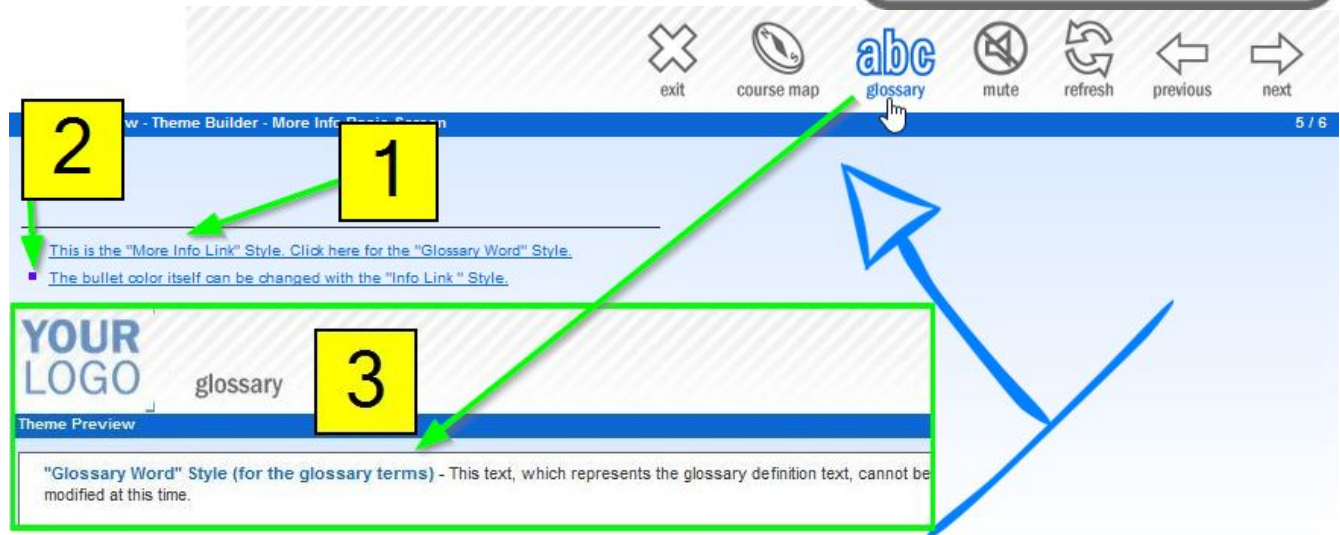 exit course map abc glossary mute refresh previous next
w - Theme Builder - More Info Basic Screen 5 / 6
2
1
This is the "More Info Link" Style. Click here for the "Glossary Word" Style.
The bullet color itself can be changed with the "Info Link " Style.
YOUR
LOGO
glossary
3
Theme Preview
"Glossary Word" Style (for the glossary terms) - This text, which represents the glossary definition text, cannot be
modified at this time.